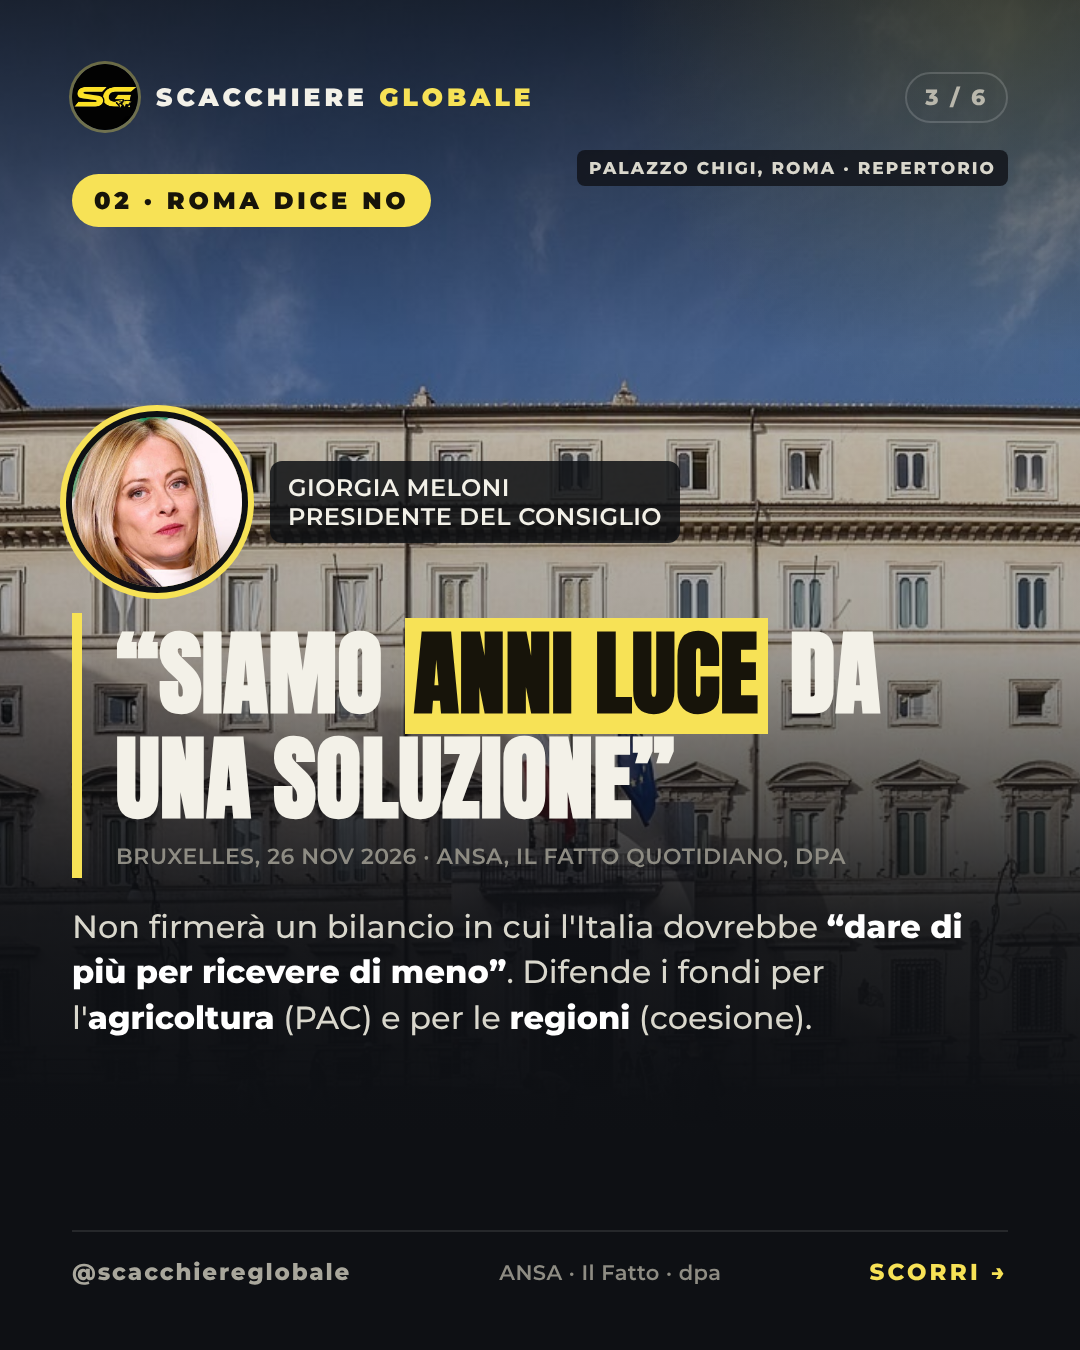 SG
SCACCHIERE GLOBALE
3 / 6
PALAZZO CHIGI, ROMA · REPERTORIO
02 · ROMA DICE NO
GIORGIA MELONI
PRESIDENTE DEL CONSIGLIO
“SIAMO ANNI LUCE DA
UNA SOLUZIONE”
BRUXELLES, 26 NOV 2026 · ANSA, IL FATTO QUOTIDIANO, DPA
Non firmerà un bilancio in cui l'Italia dovrebbe “dare di
più per ricevere di meno”. Difende i fondi per
l'agricoltura (PAC) e per le regioni (coesione).
@scacchiereglobale
ANSA · Il Fatto · dpa
SCORRI →